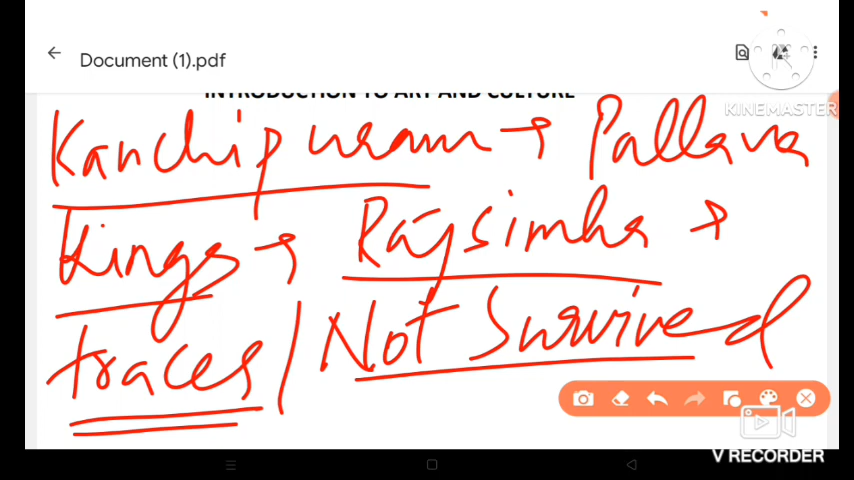 Document (1).pdf
KINEMASTER
INTRODUCTION TO ART AND CULTURE
Kanchipuram → Pallava
Kings → Rajsimha →
traces / Not Survived
V RECORDER